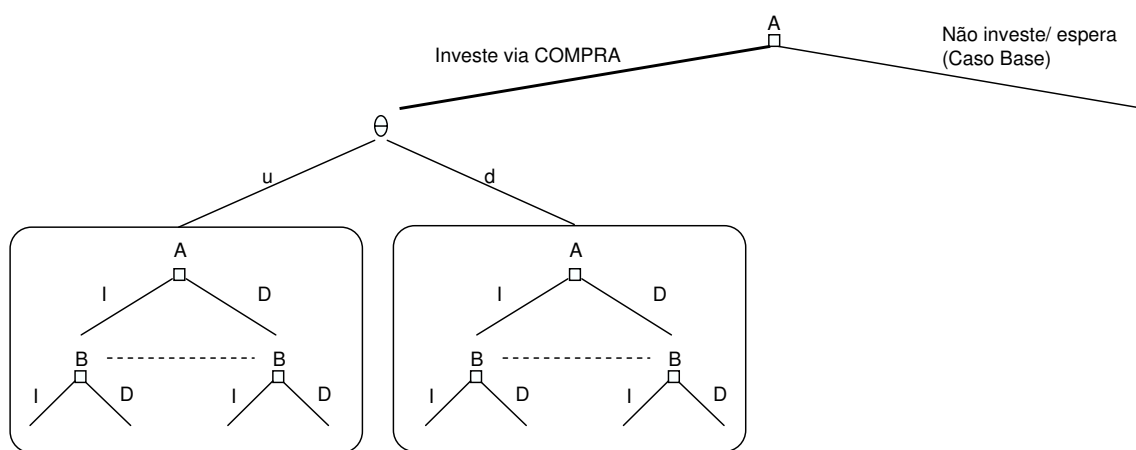 A
Investe via COMPRA
Não investe/ espera
(Caso Base)
θ
u
d
A
A
I
D
I
D
B
B
B
B
I
D
I
D
I
D
I
D